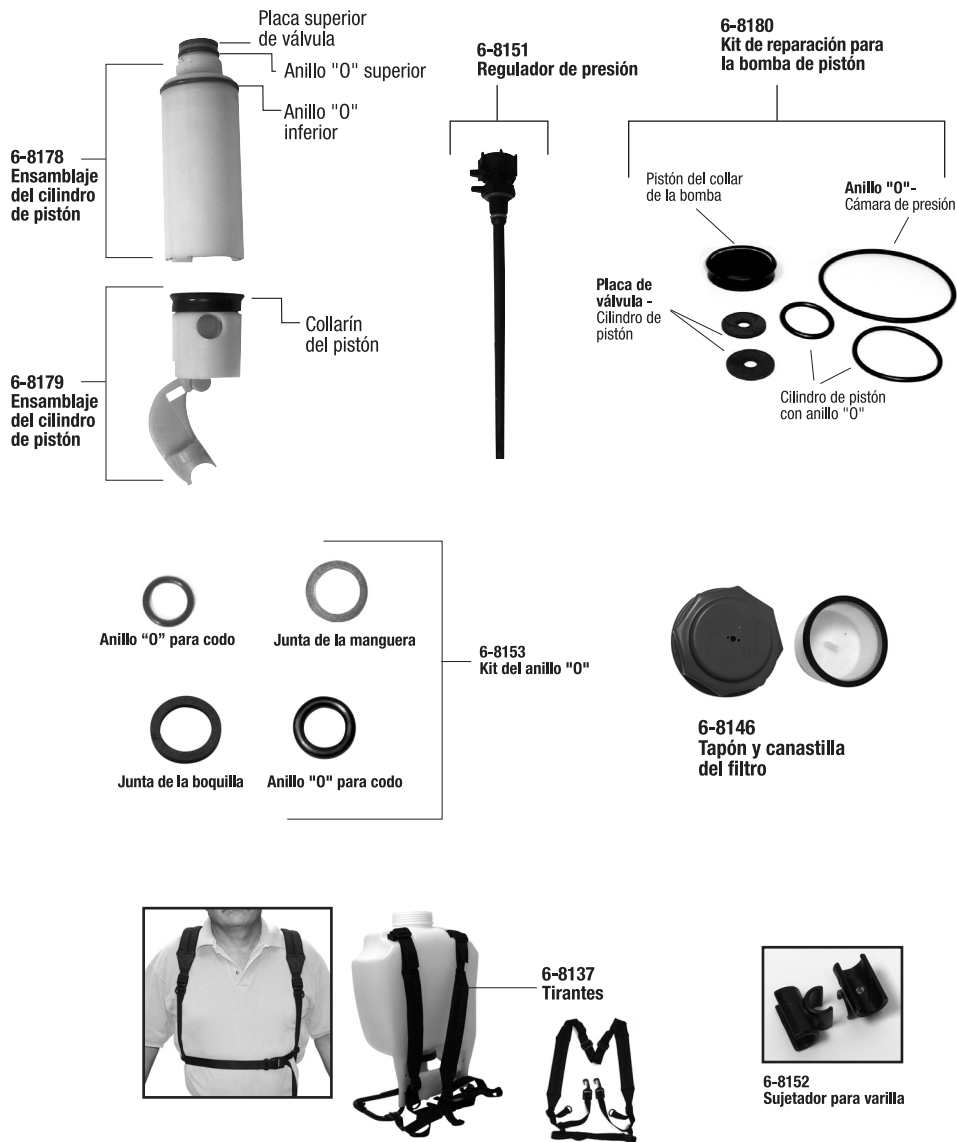 Placa superior
de válvula
Anillo "O" superior
Anillo "O"
inferior
6-8178
Ensamblaje
del cilindro
de pistón
6-8151
Regulador de presión
6-8180
Kit de reparación para
la bomba de pistón
Pistón del collar
de la bomba
Anillo "O"-
Cámara de presión
Placa de
válvula -
Cilindro de
pistón
Cilindro de pistón
con anillo "O"
Collarín
del pistón
6-8179
Ensamblaje
del cilindro
de pistón
Anillo “O” para codo
Junta de la manguera
6-8153
Kit del anillo "O"
Junta de la boquilla
Anillo "O" para codo
6-8146
Tapón y canastilla
del filtro
6-8137
Tirantes
6-8152
Sujetador para varilla